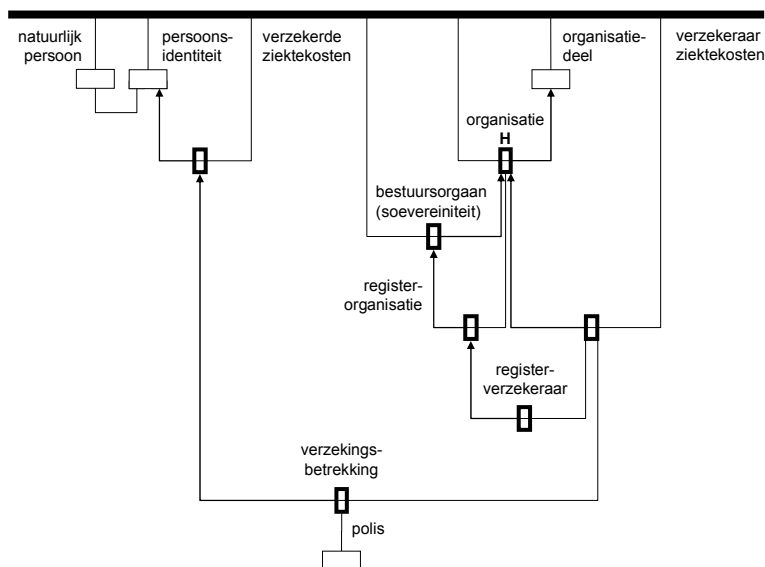 natuurlijk
persoon
persoons-
identiteit
verzekerde
ziektekosten
organisatie-
deel
verzekeraar
ziektekosten
organisatie
H
bestuursorgaan
(soevereiniteit)
register-
organisatie
register-
verzekeraar
verzekings-
betrekking
polis